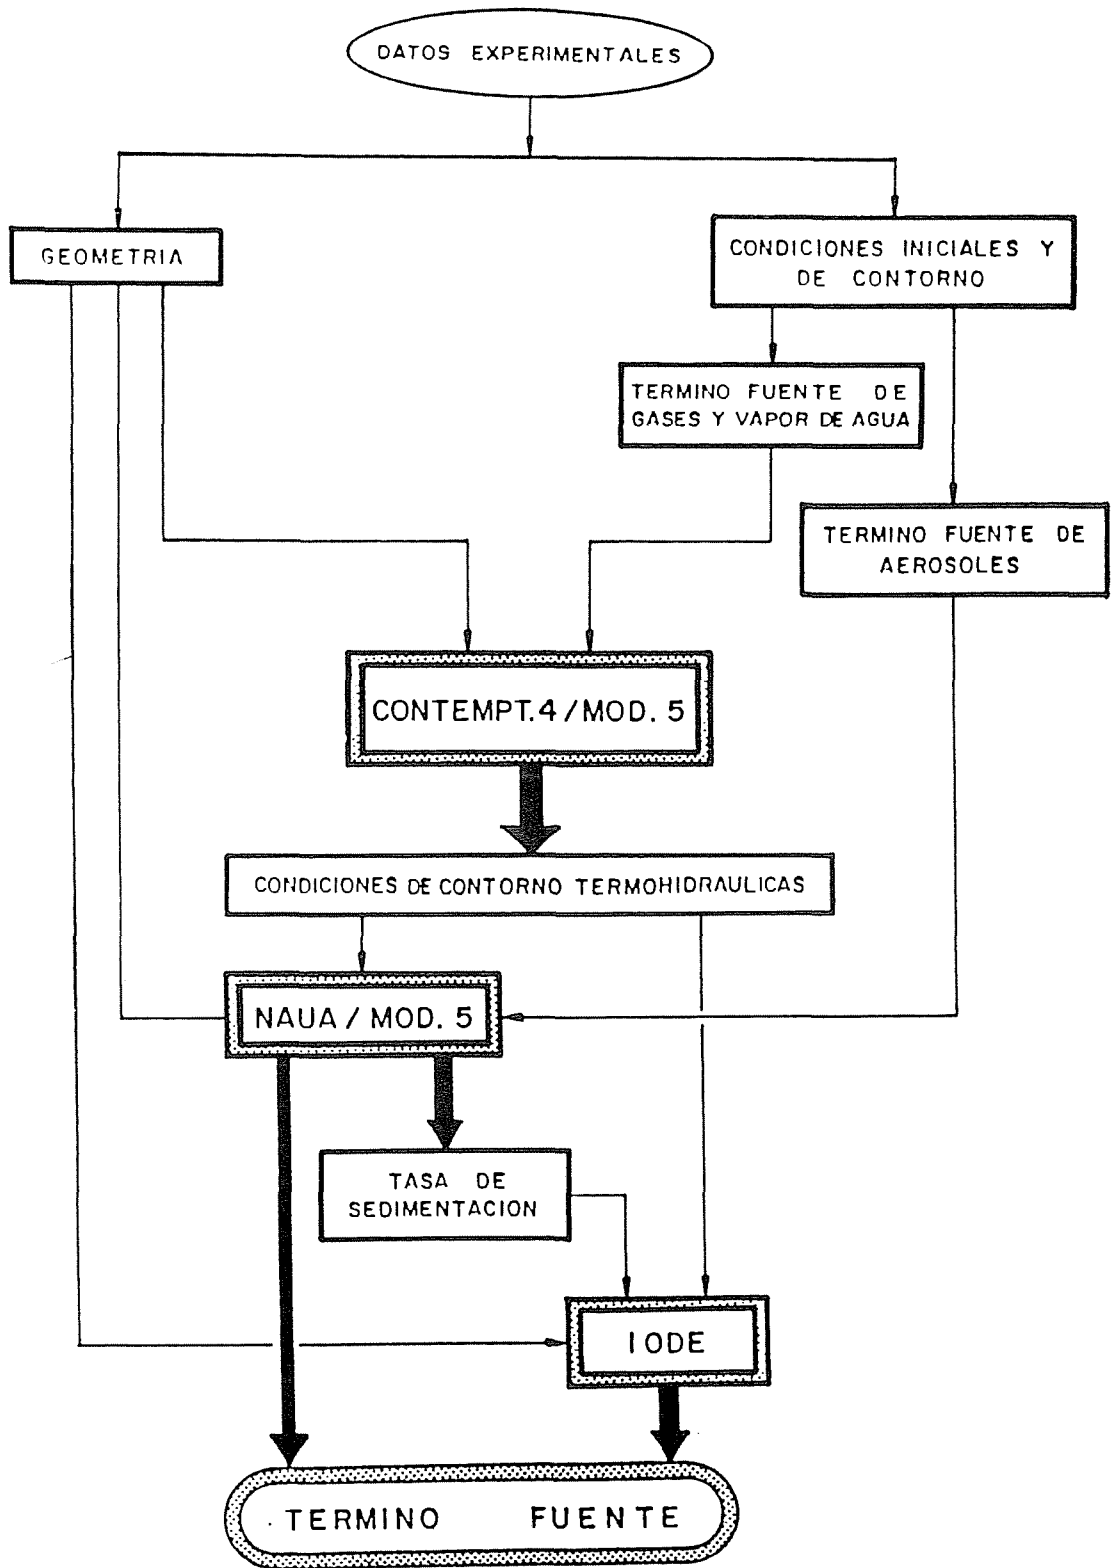 DATOS EXPERIMENTALES
GEOMETRIA
CONDICIONES INICIALES Y
DE CONTORNO
TERMINO FUENTE DE
GASES Y VAPOR DE AGUA
TERMINO FUENTE DE
AEROSOLES
CONTEMPT.4/MOD. 5
CONDICIONES DE CONTORNO TERMOHIDRAULICAS
NAUA / MOD. 5
TASA DE
SEDIMENTACION
IODE
TERMINO FUENTE